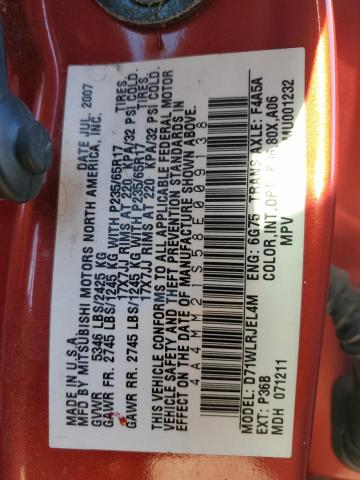 MADE IN U.S.A. DATE JUL 2007
MFD BY MITSUBISHI MOTORS NORTH AMERICA, INC.
GVWR 5346 LBS/2425 KG
GAWR FR. 2745 LBS/1245 KG WITH P235/65R17 TIRES,
17X7JJ RIMS AT 220 KPA/32 PSI COLD.
GAWR RR. 2745 LBS/1245 KG WITH P235/65R17 TIRES,
17X7JJ RIMS AT 220 KPA/32 PSI COLD.
THIS VEHICLE CONFORMS TO ALL APPLICABLE FEDERAL MOTOR
VEHICLE SAFETY AND THEFT PREVENTION STANDARDS IN
EFFECT ON THE DATE OF MANUFACTURE SHOWN ABOVE.
4A4MM21S58E009138
MODEL: D71WLRJEL4M ENG: 6G75 TRANS AXLE: F4A5A
EXT: P36B COLOR,INT,OPT 80X,A06
MDH 071211 MPV MU001232